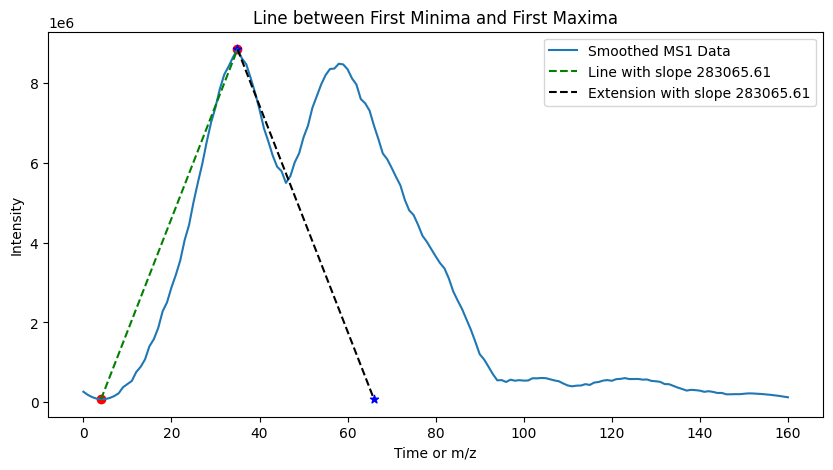 Line between First Minima and First Maxima
1e6
Smoothed MS1 Data
Line with slope 283065.61
Extension with slope 283065.61
8
6
4
2
0
Intensity
0 20 40 60 80 100 120 140 160
Time or m/z